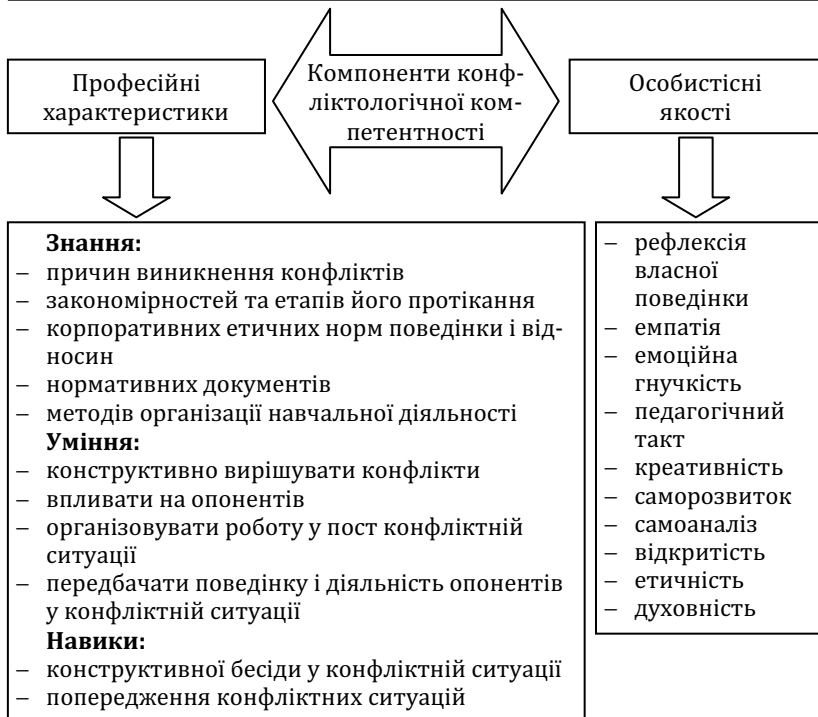 Професійні
характеристики
Компоненти конф-
ліктологічної ком-
петентності
Особистісні
якості
Знання:
– причин виникнення конфліктів
– закономірностей та етапів його протікання
– корпоративних етичних норм поведінки і від-
носин
– нормативних документів
– методів організації навчальної діяльності
Уміння:
– конструктивно вирішувати конфлікти
– впливати на опонентів
– організовувати роботу у пост конфліктній
ситуації
– передбачати поведінку і діяльність опонентів
у конфліктній ситуації
Навики:
– конструктивної бесіди у конфліктній ситуації
– попередження конфліктних ситуацій
– рефлексія
власної
поведінки
– емпатія
– емоційна
гнучкість
– педагогічний
такт
– креативність
– саморозвиток
– самоаналіз
– відкритість
– етичність
– духовність